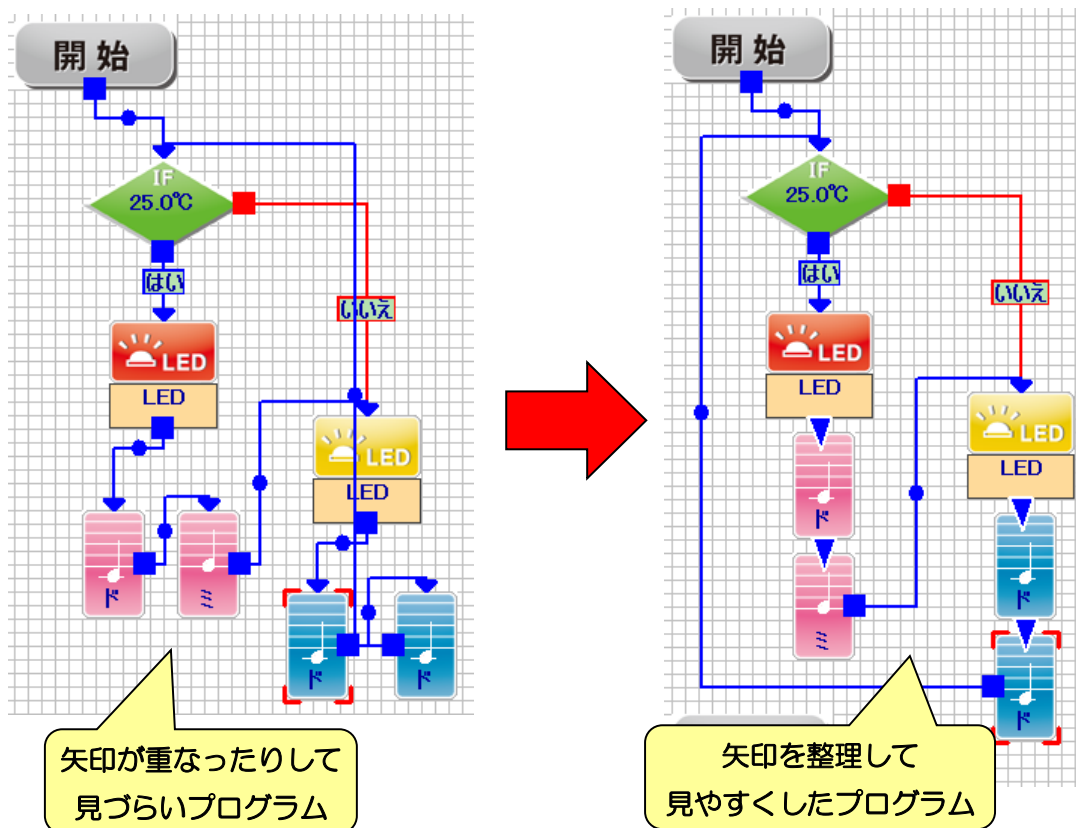 開始
IF
25.0℃
はい
いいえ
LED
LED
LED
LED
ド
ミ
ド
ド
矢印が重なったりして
見づらいプログラム
開始
IF
25.0℃
はい
いいえ
LED
LED
LED
LED
ド
ド
ミ
ド
矢印を整理して
見やすくしたプログラム